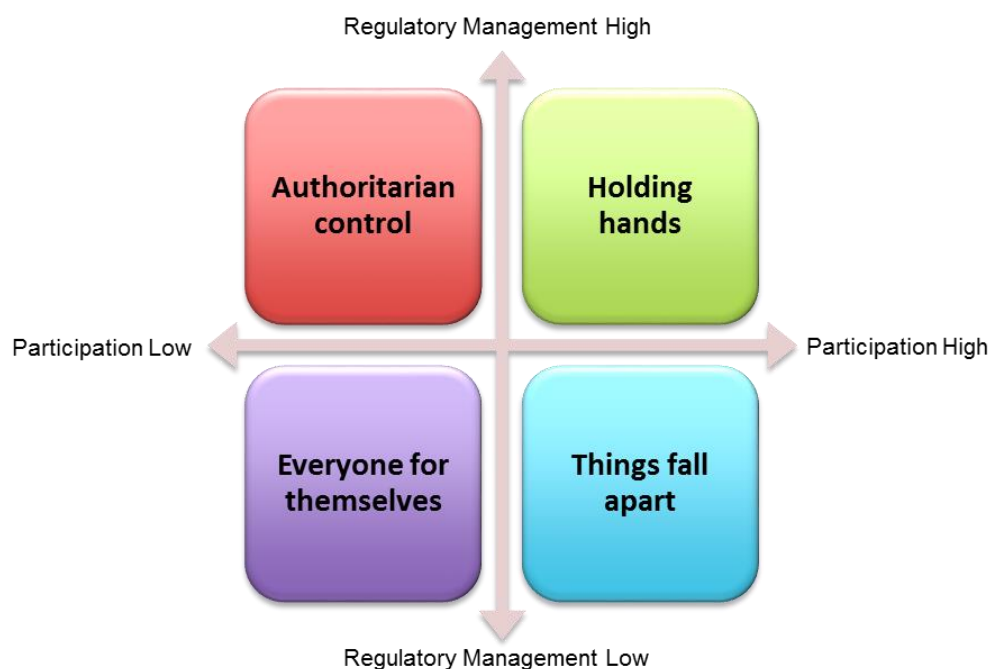 Regulatory Management High
Authoritarian
control
Holding
hands
Participation Low
Participation High
Everyone for
themselves
Things fall
apart
Regulatory Management Low